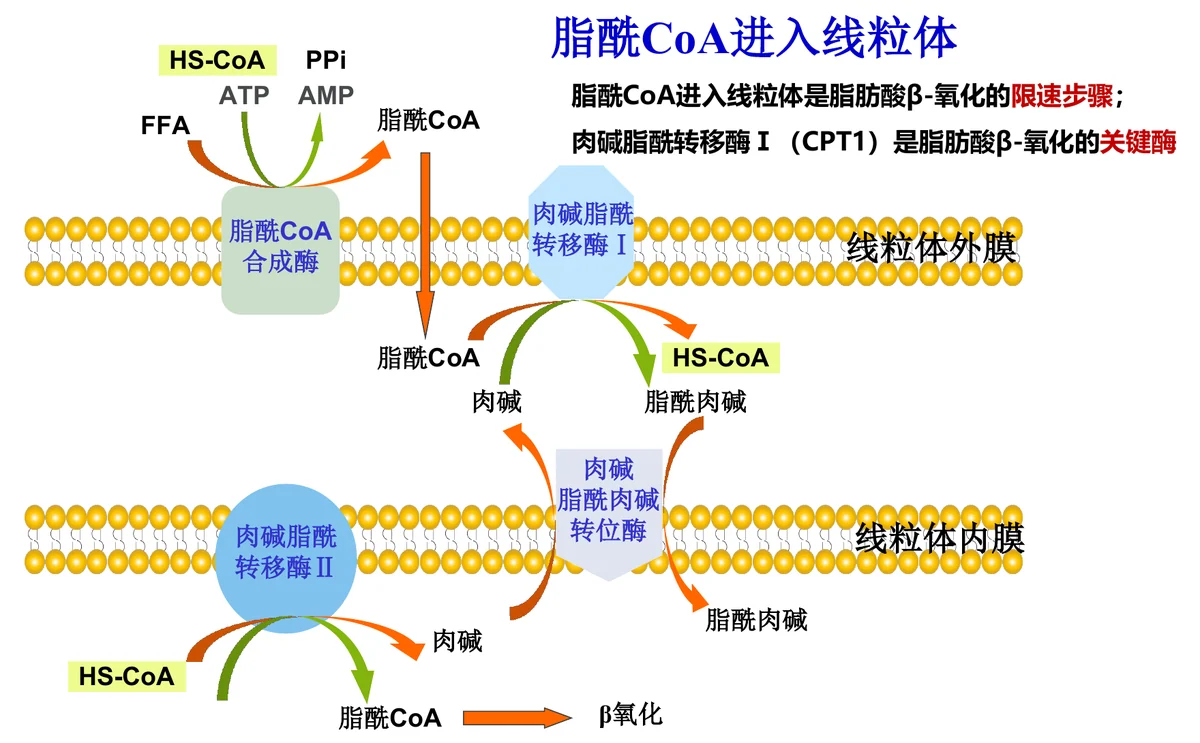 脂酰CoA进入线粒体
脂酰CoA进入线粒体是脂肪酸β-氧化的限速步骤；
肉碱脂酰转移酶Ⅰ（CPT1）是脂肪酸β-氧化的关键酶
HS-CoA
PPi
ATP
AMP
FFA
脂酰CoA
脂酰CoA
合成酶
肉碱脂酰
转移酶Ⅰ
线粒体外膜
脂酰CoA
HS-CoA
肉碱
脂酰肉碱
肉碱
脂酰肉碱
转位酶
肉碱脂酰
转移酶Ⅱ
线粒体内膜
脂酰肉碱
肉碱
HS-CoA
脂酰CoA
β氧化